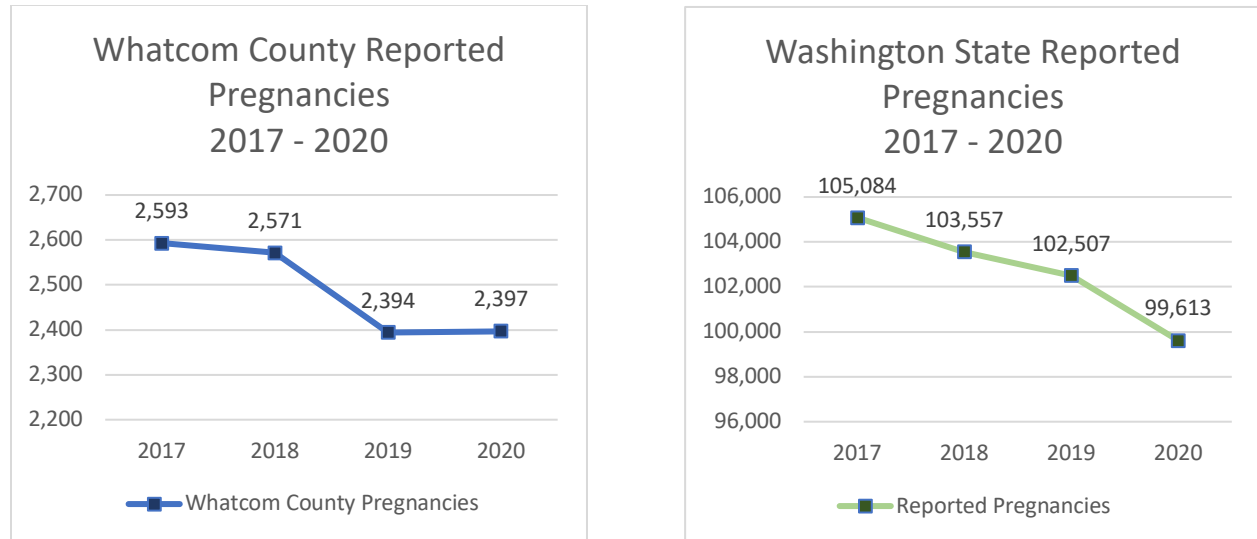 Whatcom County Reported
Pregnancies
2017 - 2020
2,700
2,600
2,500
2,400
2,300
2,200
2,593
2,571
2,394
2,397
2017 2018 2019 2020
Whatcom County Pregnancies
Washington State Reported
Pregnancies
2017 - 2020
106,000
104,000
102,000
100,000
98,000
96,000
105,084
103,557
102,507
99,613
2017 2018 2019 2020
Reported Pregnancies